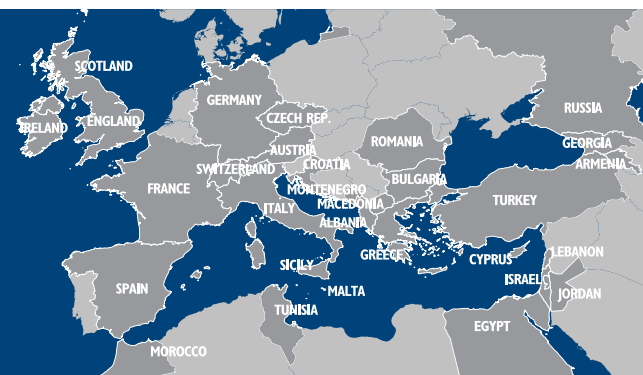 SCOTLAND
GERMANY
RUSSIA
IRELAND
ENGLAND
CZECH REP.
ROMANIA
GEORGIA
AUSTRIA
ARMENIA
SWITZERLAND
CROATIA
BULGARIA
FRANCE
MONTENEGRO
MACEDONIA
TURKEY
ITALY
ALBANIA
GREECE
CYPRUS
LEBANON
SICILY
ISRAEL
SPAIN
MALTA
JORDAN
TUNISIA
EGYPT
MOROCCO